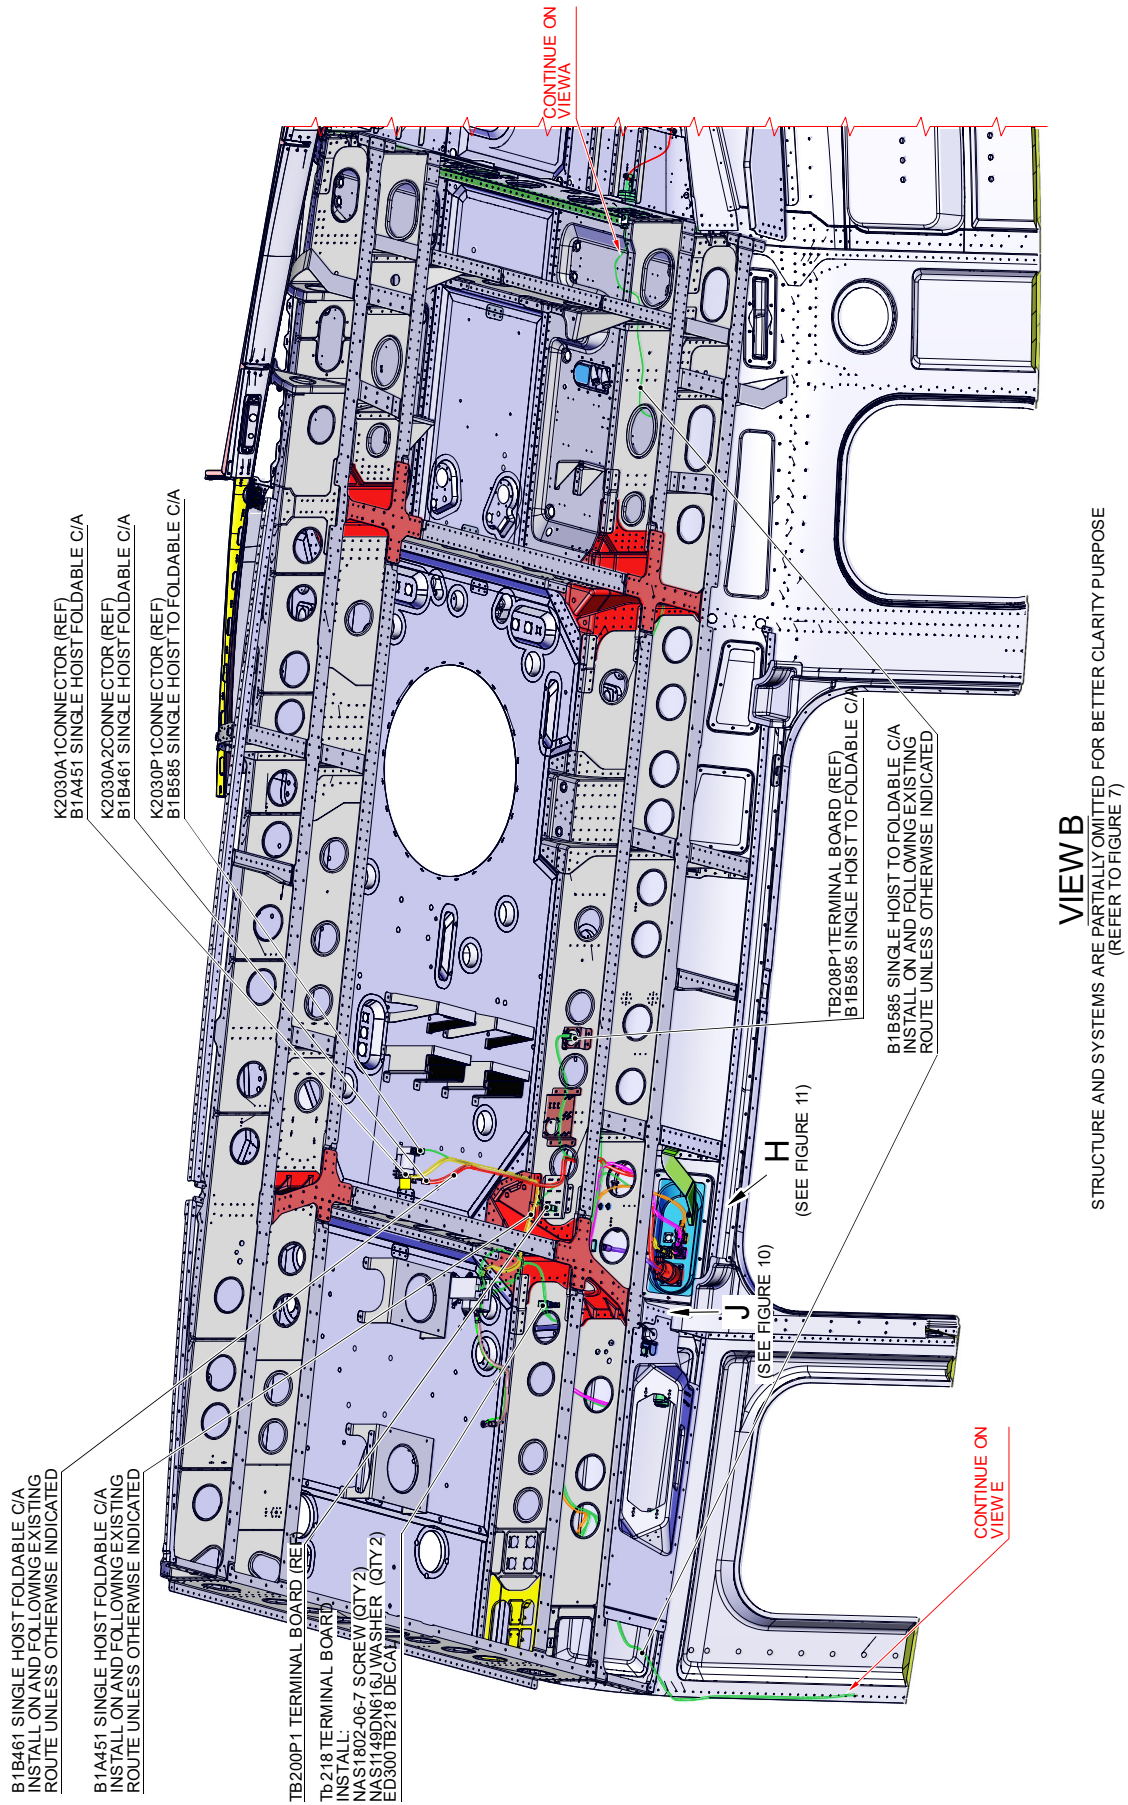 K2030A1CONNECTOR (REF)
B1A451 SINGLE HOIST FOLDABLE C/A
K2030A2CONNECTOR (REF)
B1B461 SINGLE HOIST FOLDABLE C/A
K2030P1CONNECTOR (REF)
B1B585 SINGLE HOIST TO FOLDABLE C/A
CONTINUE ON
VIEWA
B1B461 SINGLE HOIST FOLDABLE C/A
INSTALL ON AND FOLLOWING EXISTING
ROUTE UNLESS OTHERWISE INDICATED
B1A451 SINGLE HOIST FOLDABLE C/A
INSTALL ON AND FOLLOWING EXISTING
ROUTE UNLESS OTHERWISE INDICATED
TB200P1 TERMINAL BOARD (REF
Tb218 TERMINAL BOARD
INSTALL:
NAS1802-06-7 SCREW (QTY 2)
NAS1149DN616J WASHER (QTY 2
ED300TB218 DECAL
TB208P1TERMINAL BOARD (REF)
B1B585 SINGLE HOIST TO FOLDABLE C/A
B1B585 SINGLE HOIST TO FOLDABLE C/A
INSTALL ON AND FOLLOWING EXISTING
ROUTE UNLESS OTHERWISE INDICATED
H
(SEE FIGURE 11)
J
(SEE FIGURE 10)
CONTINUE ON
VIEW E
VIEW B
STRUCTURE AND SYSTEMS ARE PARTIALLY OMITTED FOR BETTER CLARITY PURPOSE
(REFER TO FIGURE 7)